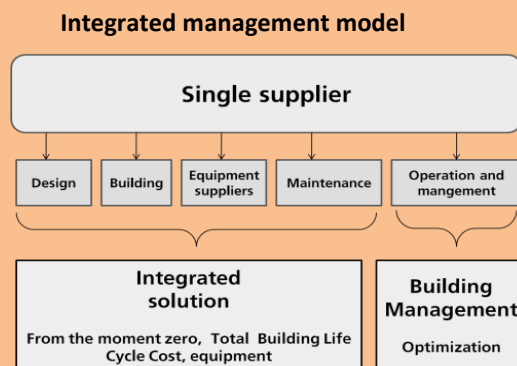 Integrated management model
Single supplier
Design
Building
Equipment
suppliers
Maintenance
Operation and
mangement
Integrated
solution
From the moment zero, Total Building Life
Cycle Cost, equipment
Building
Management
Optimization